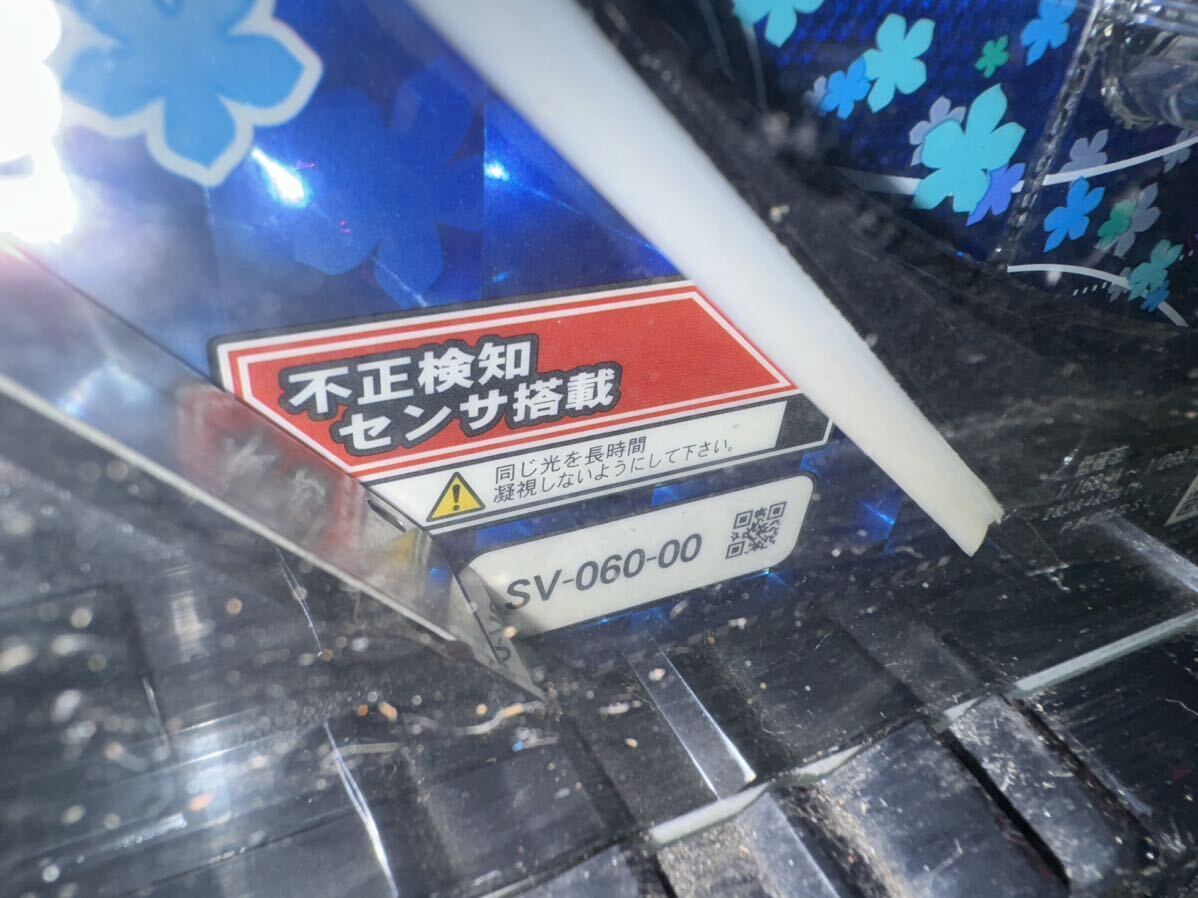 不正検知
センサ搭載
同じ光を長時間
凝視しないようにして下さい。
SV-060-00